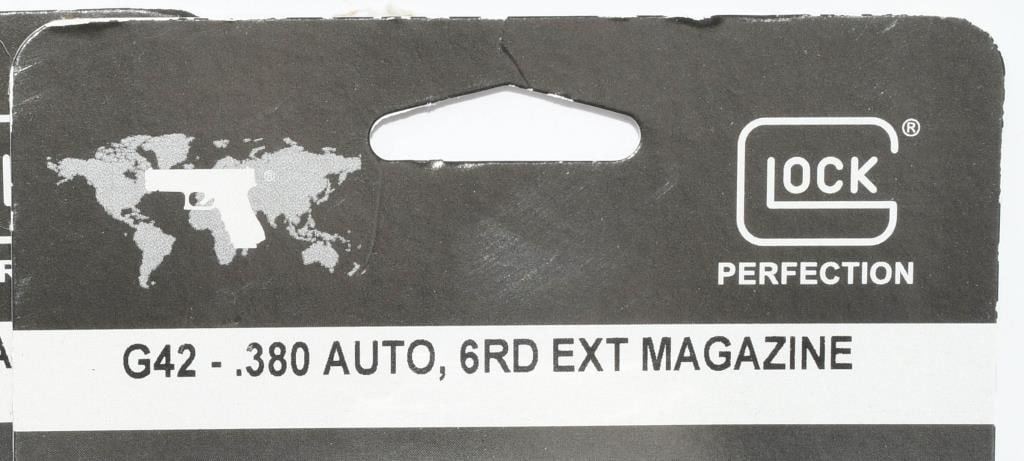 ®
GLOCK ®
PERFECTION
G42 - .380 AUTO, 6RD EXT MAGAZINE